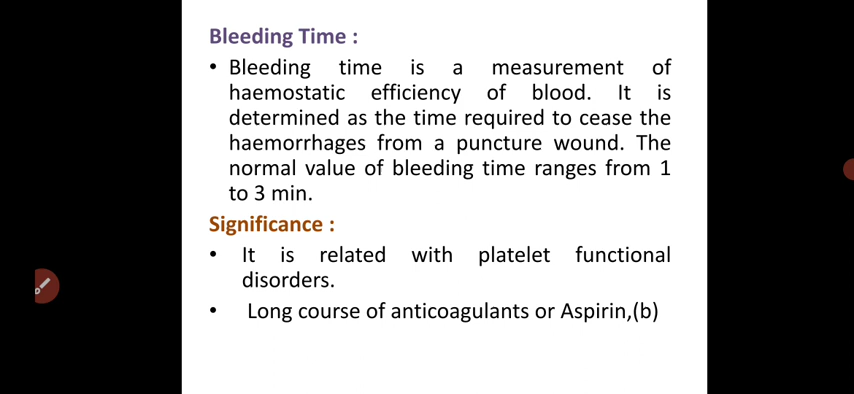 Bleeding Time :
• Bleeding time is a measurement of
haemostatic efficiency of blood. It is
determined as the time required to cease the
haemorrhages from a puncture wound. The
normal value of bleeding time ranges from 1
to 3 min.
Significance :
• It is related with platelet functional
disorders.
• Long course of anticoagulants or Aspirin,(b)